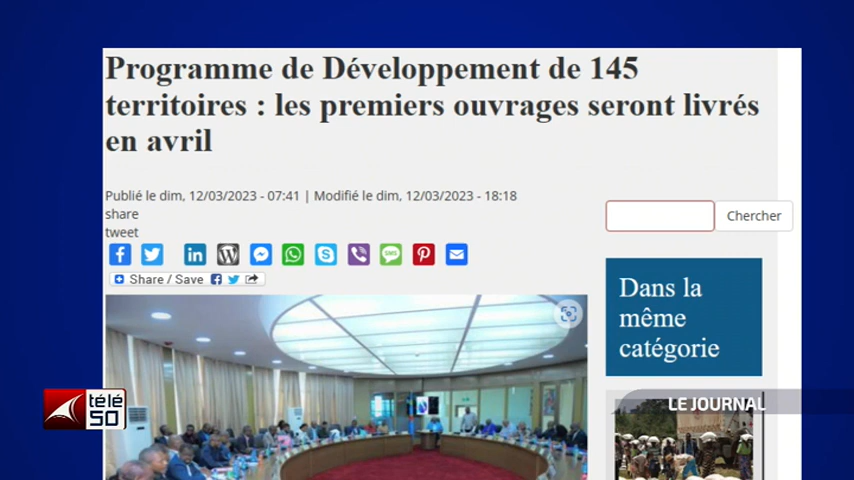 Programme de Développement de 145
territoires : les premiers ouvrages seront livrés
en avril
Publié le dim, 12/03/2023 - 07:41 | Modifié le dim, 12/03/2023 - 18:18
share
tweet
SMS
Share / Save
Chercher
Dans la
même
catégorie
télé
50
LE JOURNAL